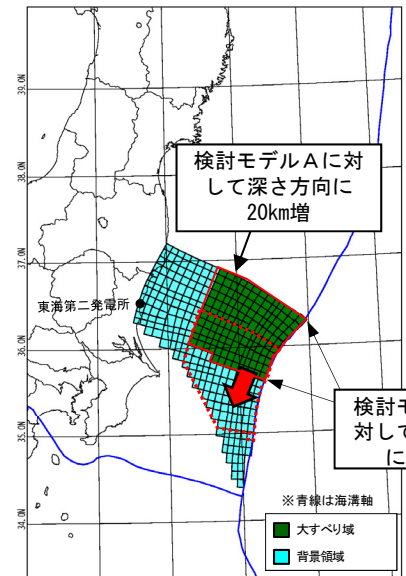 39.0N
検討モデルAに対
して深さ方向に
20km増
38.0N
37.0N
東海第二発電所
36.0N
検討モ
対して
に
35.0N
※青線は海溝軸
34.0N
大すべり域
背景領域